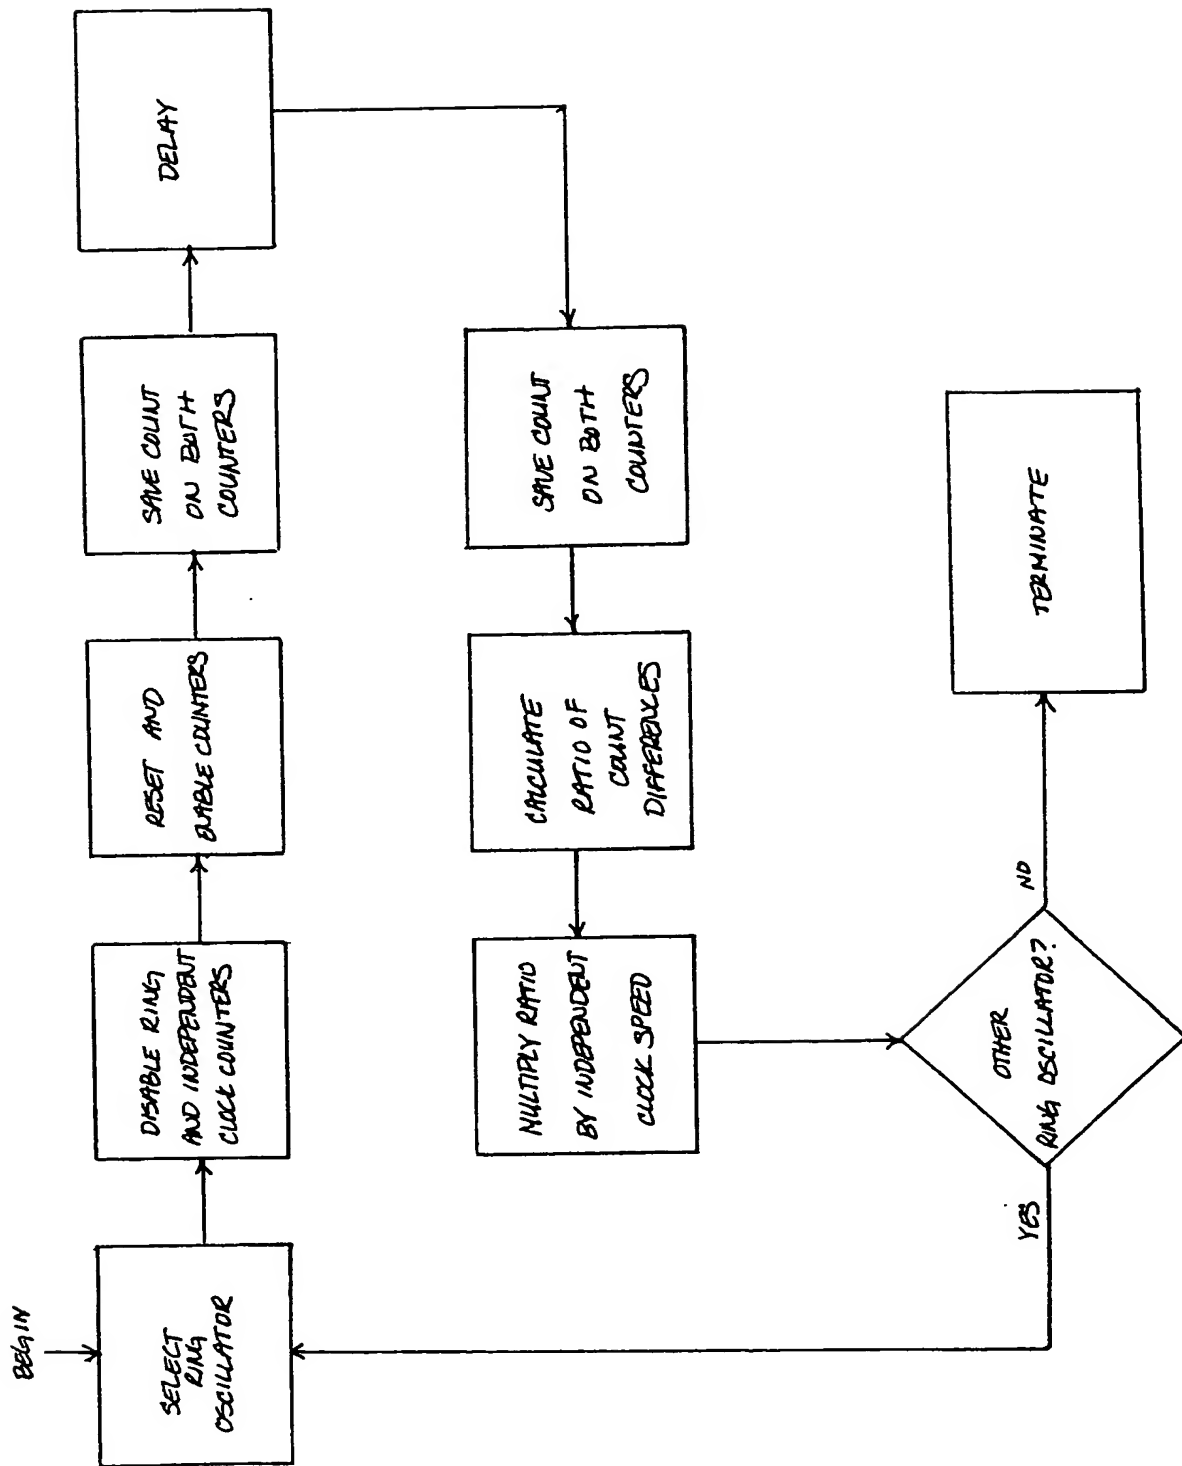 BEGIN
SELECT
RING
OSCILLATOR
DISABLE RING
AND INDEPENDENT
CLOCK COUNTERS
RESET AND
ENABLE COUNTERS
SAVE COUNT
ON BOTH
COUNTERS
DELAY
SAVE COUNT
ON BOTH
COUNTERS
CALCULATE
RATIO OF
COUNT
DIFFERENCES
MULTIPLY RATIO
BY INDEPENDENT
CLOCK SPEED
OTHER
RING OSCILLATOR?
YES
NO
TERMINATE